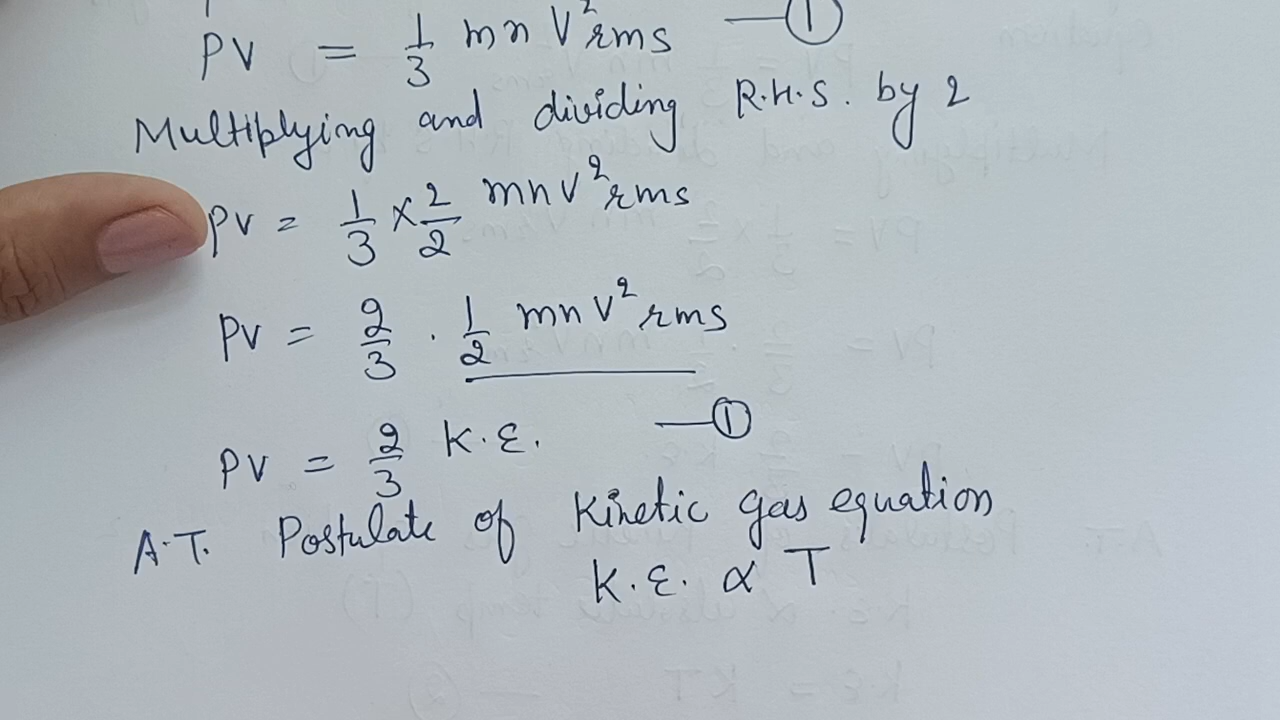 PV = 1/3 mn V²rms —①
Multiplying and dividing R.H.S. by 2
PV = 1/3 × 2/2 mnv²rms
PV = 2/3 . 1/2 mnv²rms
PV = 2/3 K.E. —①
A.T. Postulate of Kinetic gas equation
K.E. ∝ T